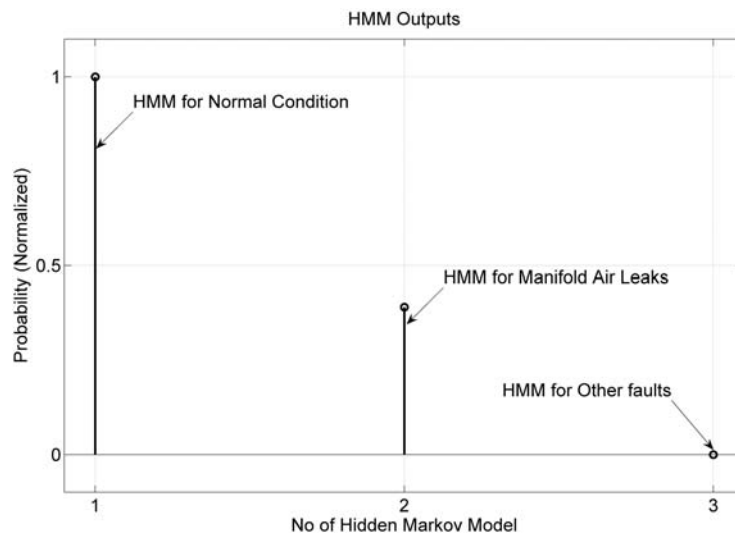 HMM Outputs
1
HMM for Normal Condition
0.5
HMM for Manifold Air Leaks
HMM for Other faults
0
1
2
3
No of Hidden Markov Model
Probability (Normalized)